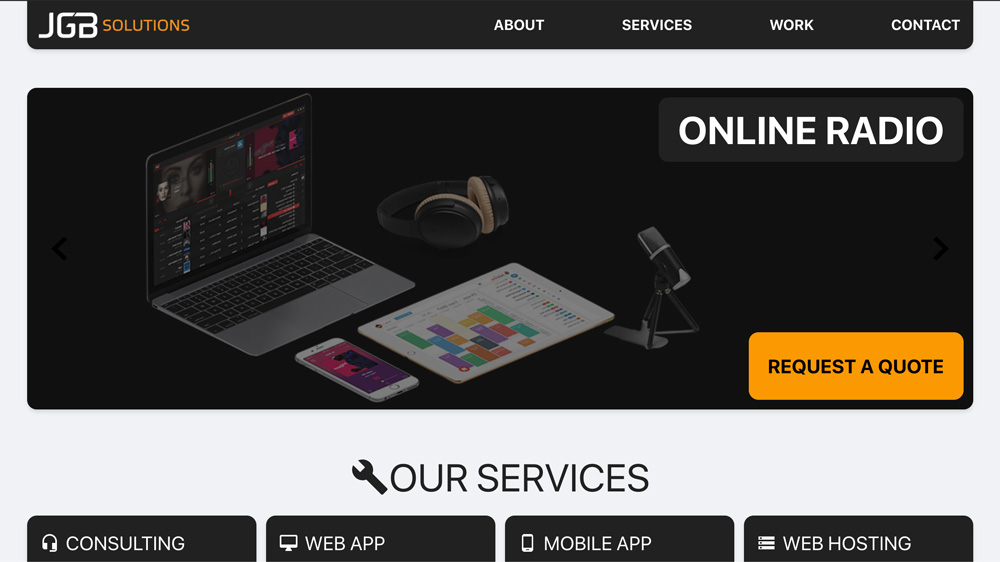 JGB SOLUTIONS
ABOUT SERVICES WORK CONTACT
ONLINE RADIO
REQUEST A QUOTE
OUR SERVICES
CONSULTING
WEB APP
MOBILE APP
WEB HOSTING